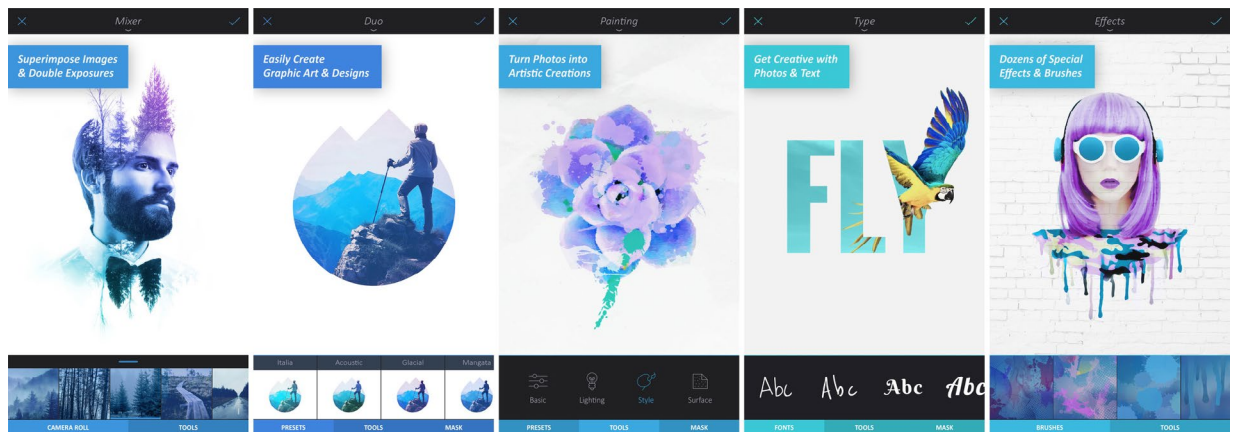 Mixer
Superimpose Images
& Double Exposures
CAMERA ROLL
TOOLS
Duo
Easily Create
Graphic Art & Designs
Italia
Acoustic
Glacial
Mangata
PRESETS
TOOLS
MASK
Painting
Turn Photos into
Artistic Creations
Basic
Lighting
Style
Surface
PRESETS
TOOLS
MASK
Type
Get Creative with
Photos & Text
FLY
Abc
Abc
Abc
Abc
FONTS
TOOLS
MASK
Effects
Dozens of Special
Effects & Brushes
BRUSHES
TOOLS